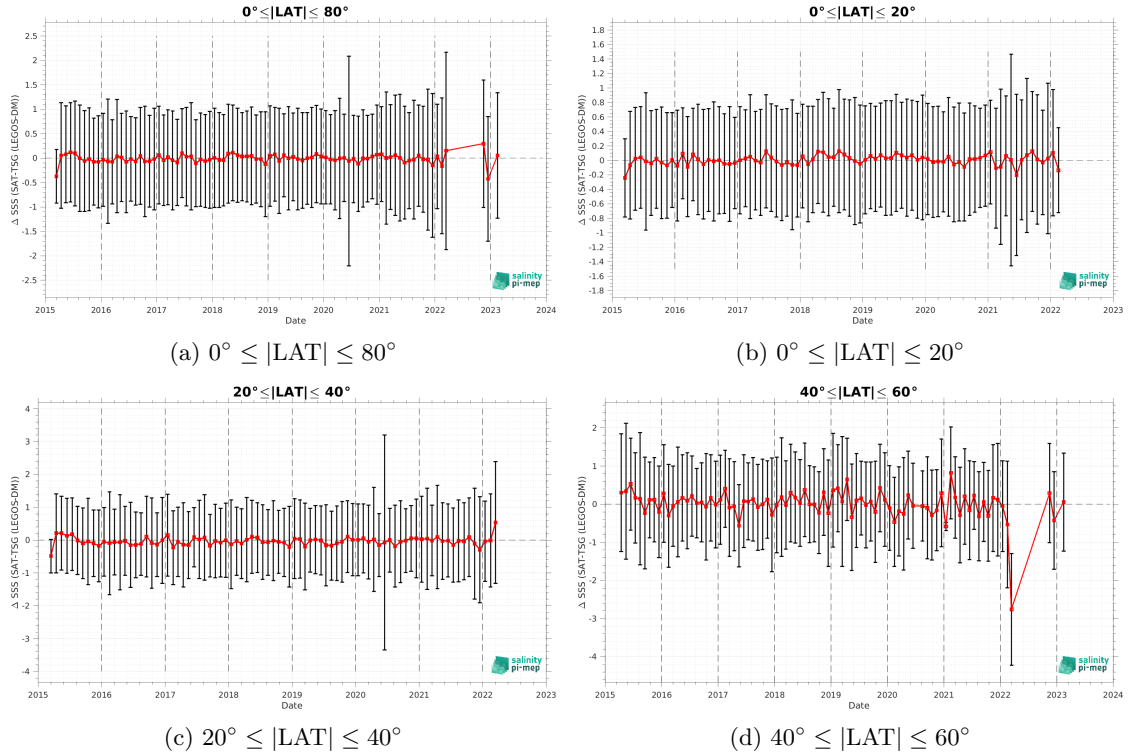 0°≤|LAT|≤ 80°
2.5
2
1.5
1
0.5
0
-0.5
-1
-1.5
-2
-2.5
Δ SSS (SAT-TSG (LEGOS-DM))
2015 2016 2017 2018 2019 2020 2021 2022 2023 2024
Date
salinity
pi-mep
(a) 0° ≤ |LAT| ≤ 80°
0°≤|LAT|≤ 20°
1.8
1.6
1.4
1.2
1
0.8
0.6
0.4
0.2
0.0
-0.2
-0.4
-0.6
-0.8
-1
-1.2
-1.4
-1.6
-1.8
Δ SSS (SAT-TSG (LEGOS-DM))
2015 2016 2017 2018 2019 2020 2021 2022 2023
Date
salinity
pi-mep
(b) 0° ≤ |LAT| ≤ 20°
20°≤|LAT|≤ 40°
4
3
2
1
0
-1
-2
-3
-4
Δ SSS (SAT-TSG (LEGOS-DM))
2015 2016 2017 2018 2019 2020 2021 2022 2023
Date
salinity
pi-mep
(c) 20° ≤ |LAT| ≤ 40°
40°≤|LAT|≤ 60°
2
1
0
-1
-2
-3
-4
Δ SSS (SAT-TSG (LEGOS-DM))
2015 2016 2017 2018 2019 2020 2021 2022 2023 2024
Date
salinity
pi-mep
(d) 40° ≤ |LAT| ≤ 60°